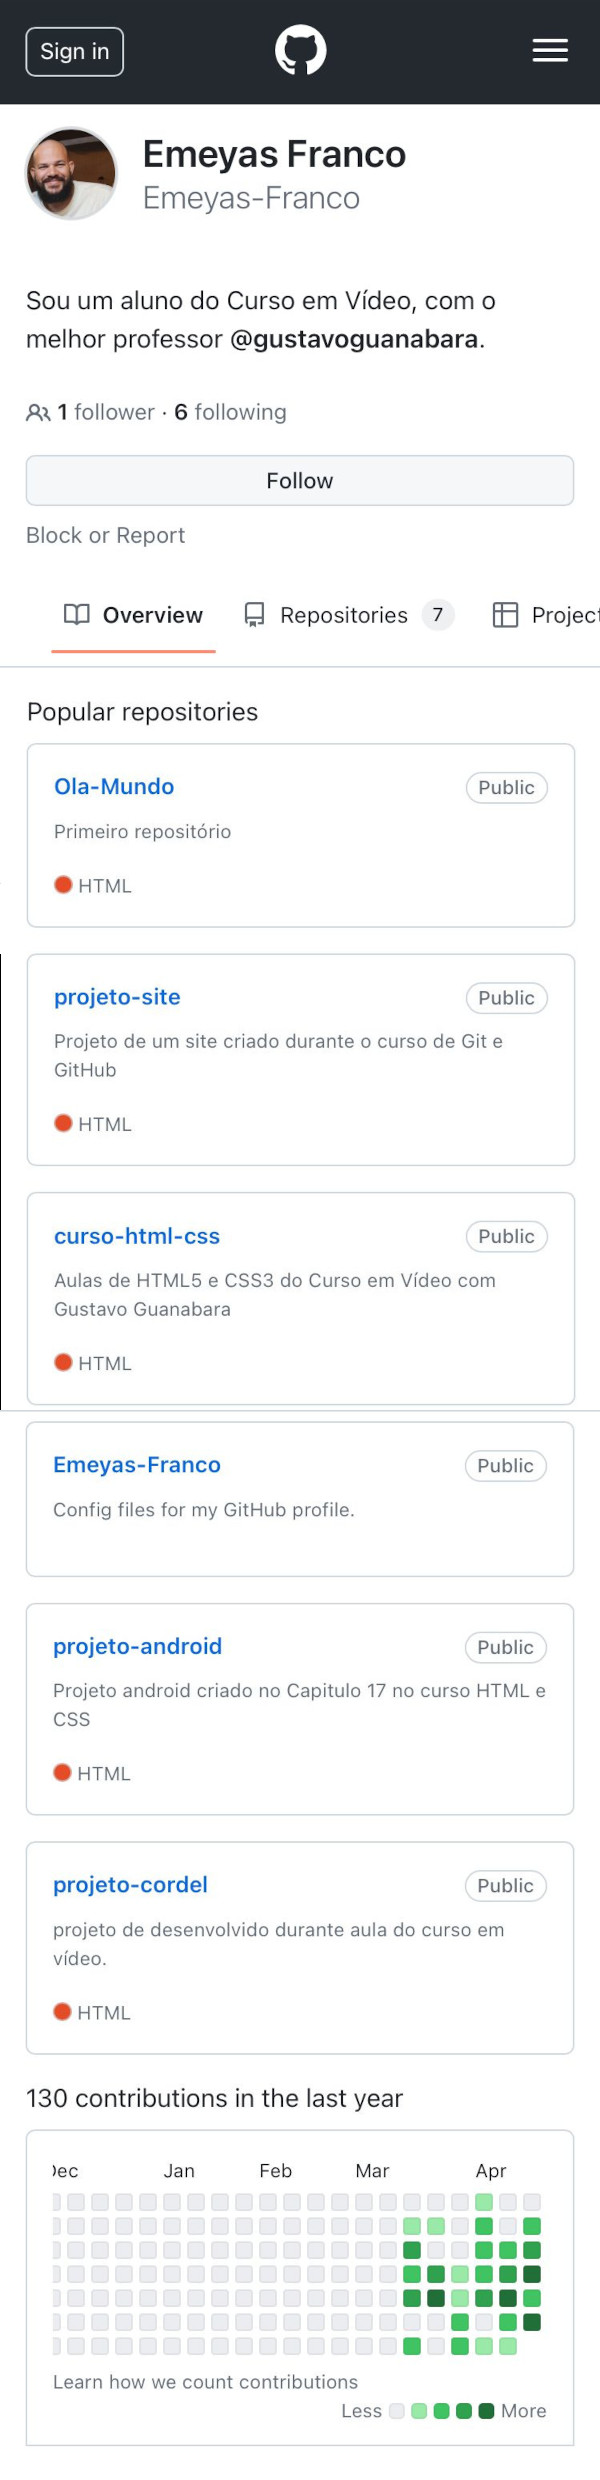 Sign in
Emeyas Franco
Emeyas-Franco
Sou um aluno do Curso em Vídeo, com o
melhor professor @gustavoguanabara.
1 follower · 6 following
Follow
Block or Report
Overview Repositories 7 Project
Popular repositories
Ola-Mundo Public
Primeiro repositório
HTML
projeto-site Public
Projeto de um site criado durante o curso de Git e
GitHub
HTML
curso-html-css Public
Aulas de HTML5 e CSS3 do Curso em Vídeo com
Gustavo Guanabara
HTML
Emeyas-Franco Public
Config files for my GitHub profile.
projeto-android Public
Projeto android criado no Capitulo 17 no curso HTML e
CSS
HTML
projeto-cordel Public
projeto de desenvolvido durante aula do curso em
vídeo.
HTML
130 contributions in the last year
Dec Jan Feb Mar Apr
Learn how we count contributions
Less More